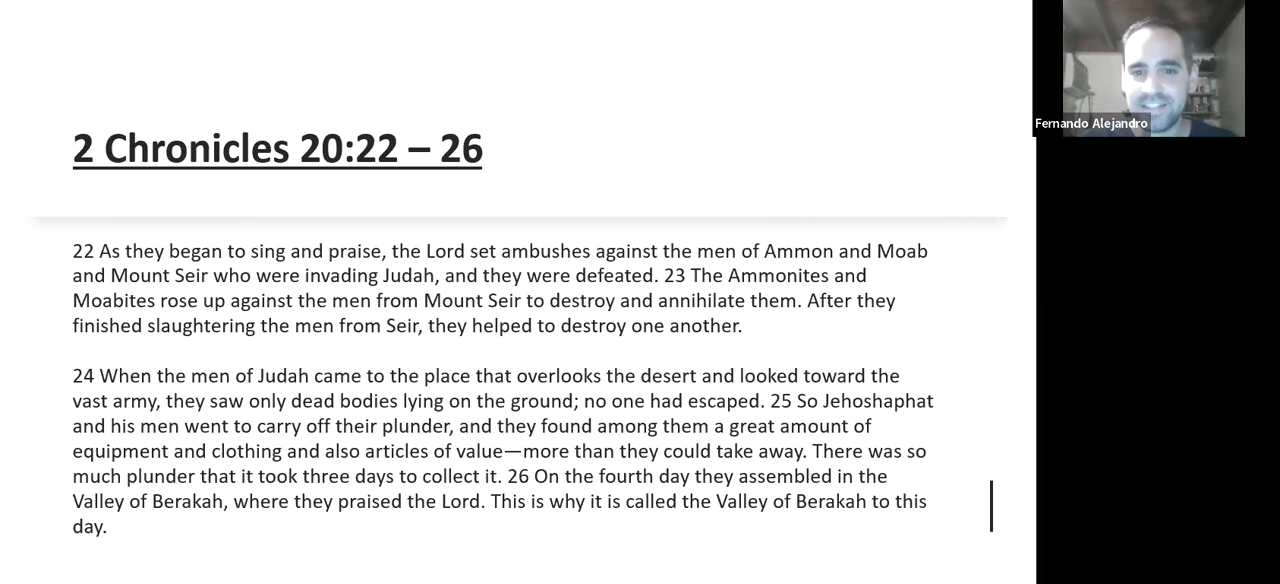 2 Chronicles 20:22 – 26
Fernando Alejandro
22 As they began to sing and praise, the Lord set ambushes against the men of Ammon and Moab
and Mount Seir who were invading Judah, and they were defeated. 23 The Ammonites and
Moabites rose up against the men from Mount Seir to destroy and annihilate them. After they
finished slaughtering the men from Seir, they helped to destroy one another.
24 When the men of Judah came to the place that overlooks the desert and looked toward the
vast army, they saw only dead bodies lying on the ground; no one had escaped. 25 So Jehoshaphat
and his men went to carry off their plunder, and they found among them a great amount of
equipment and clothing and also articles of value—more than they could take away. There was so
much plunder that it took three days to collect it. 26 On the fourth day they assembled in the
Valley of Berakah, where they praised the Lord. This is why it is called the Valley of Berakah to this
day.